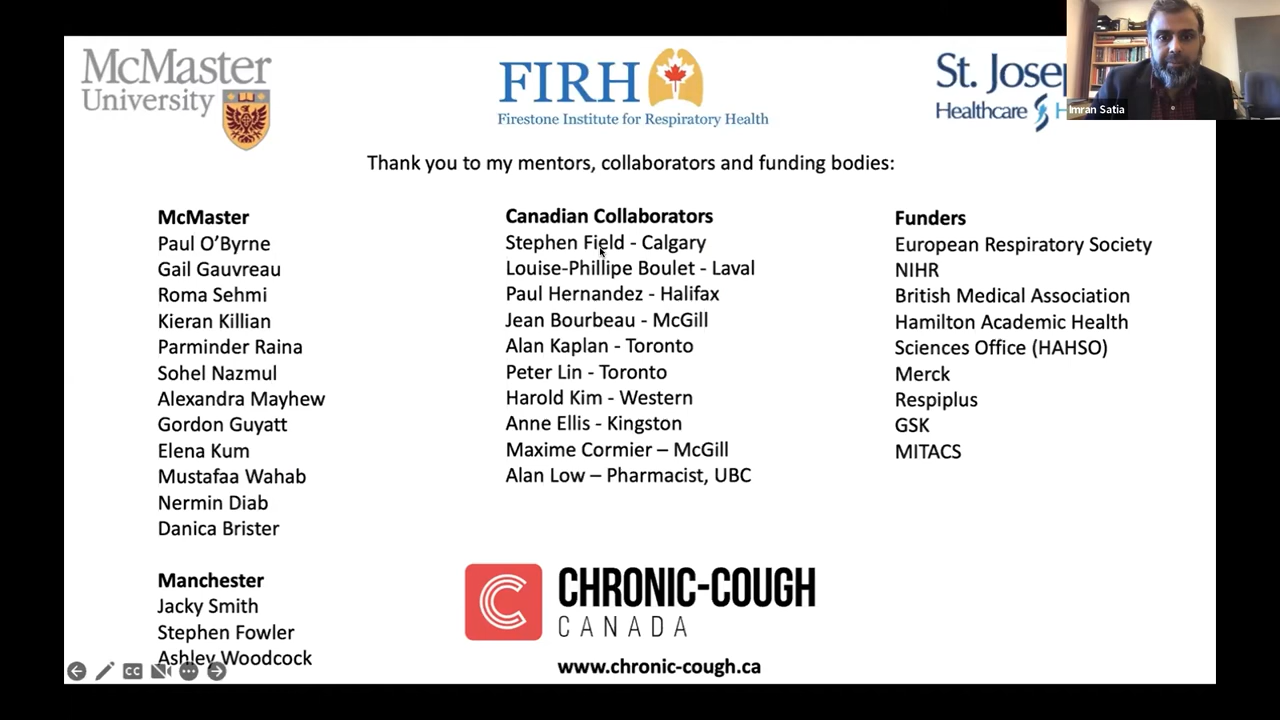 McMaster
University
FIRH
Firestone Institute for Respiratory Health
St. Josep
Healthcare H
Imran Satia
Thank you to my mentors, collaborators and funding bodies:
McMaster
Paul O’Byrne
Gail Gauvreau
Roma Sehmi
Kieran Killian
Parminder Raina
Sohel Nazmul
Alexandra Mayhew
Gordon Guyatt
Elena Kum
Mustafaa Wahab
Nermin Diab
Danica Brister
Manchester
Jacky Smith
Stephen Fowler
Ashley Woodcock
Canadian Collaborators
Stephen Field - Calgary
Louise-Phillipe Boulet - Laval
Paul Hernandez - Halifax
Jean Bourbeau - McGill
Alan Kaplan - Toronto
Peter Lin - Toronto
Harold Kim - Western
Anne Ellis - Kingston
Maxime Cormier – McGill
Alan Low – Pharmacist, UBC
Funders
European Respiratory Society
NIHR
British Medical Association
Hamilton Academic Health
Sciences Office (HAHSO)
Merck
Respiplus
GSK
MITACS
C
CHRONIC-COUGH
CANADA
www.chronic-cough.ca
CC